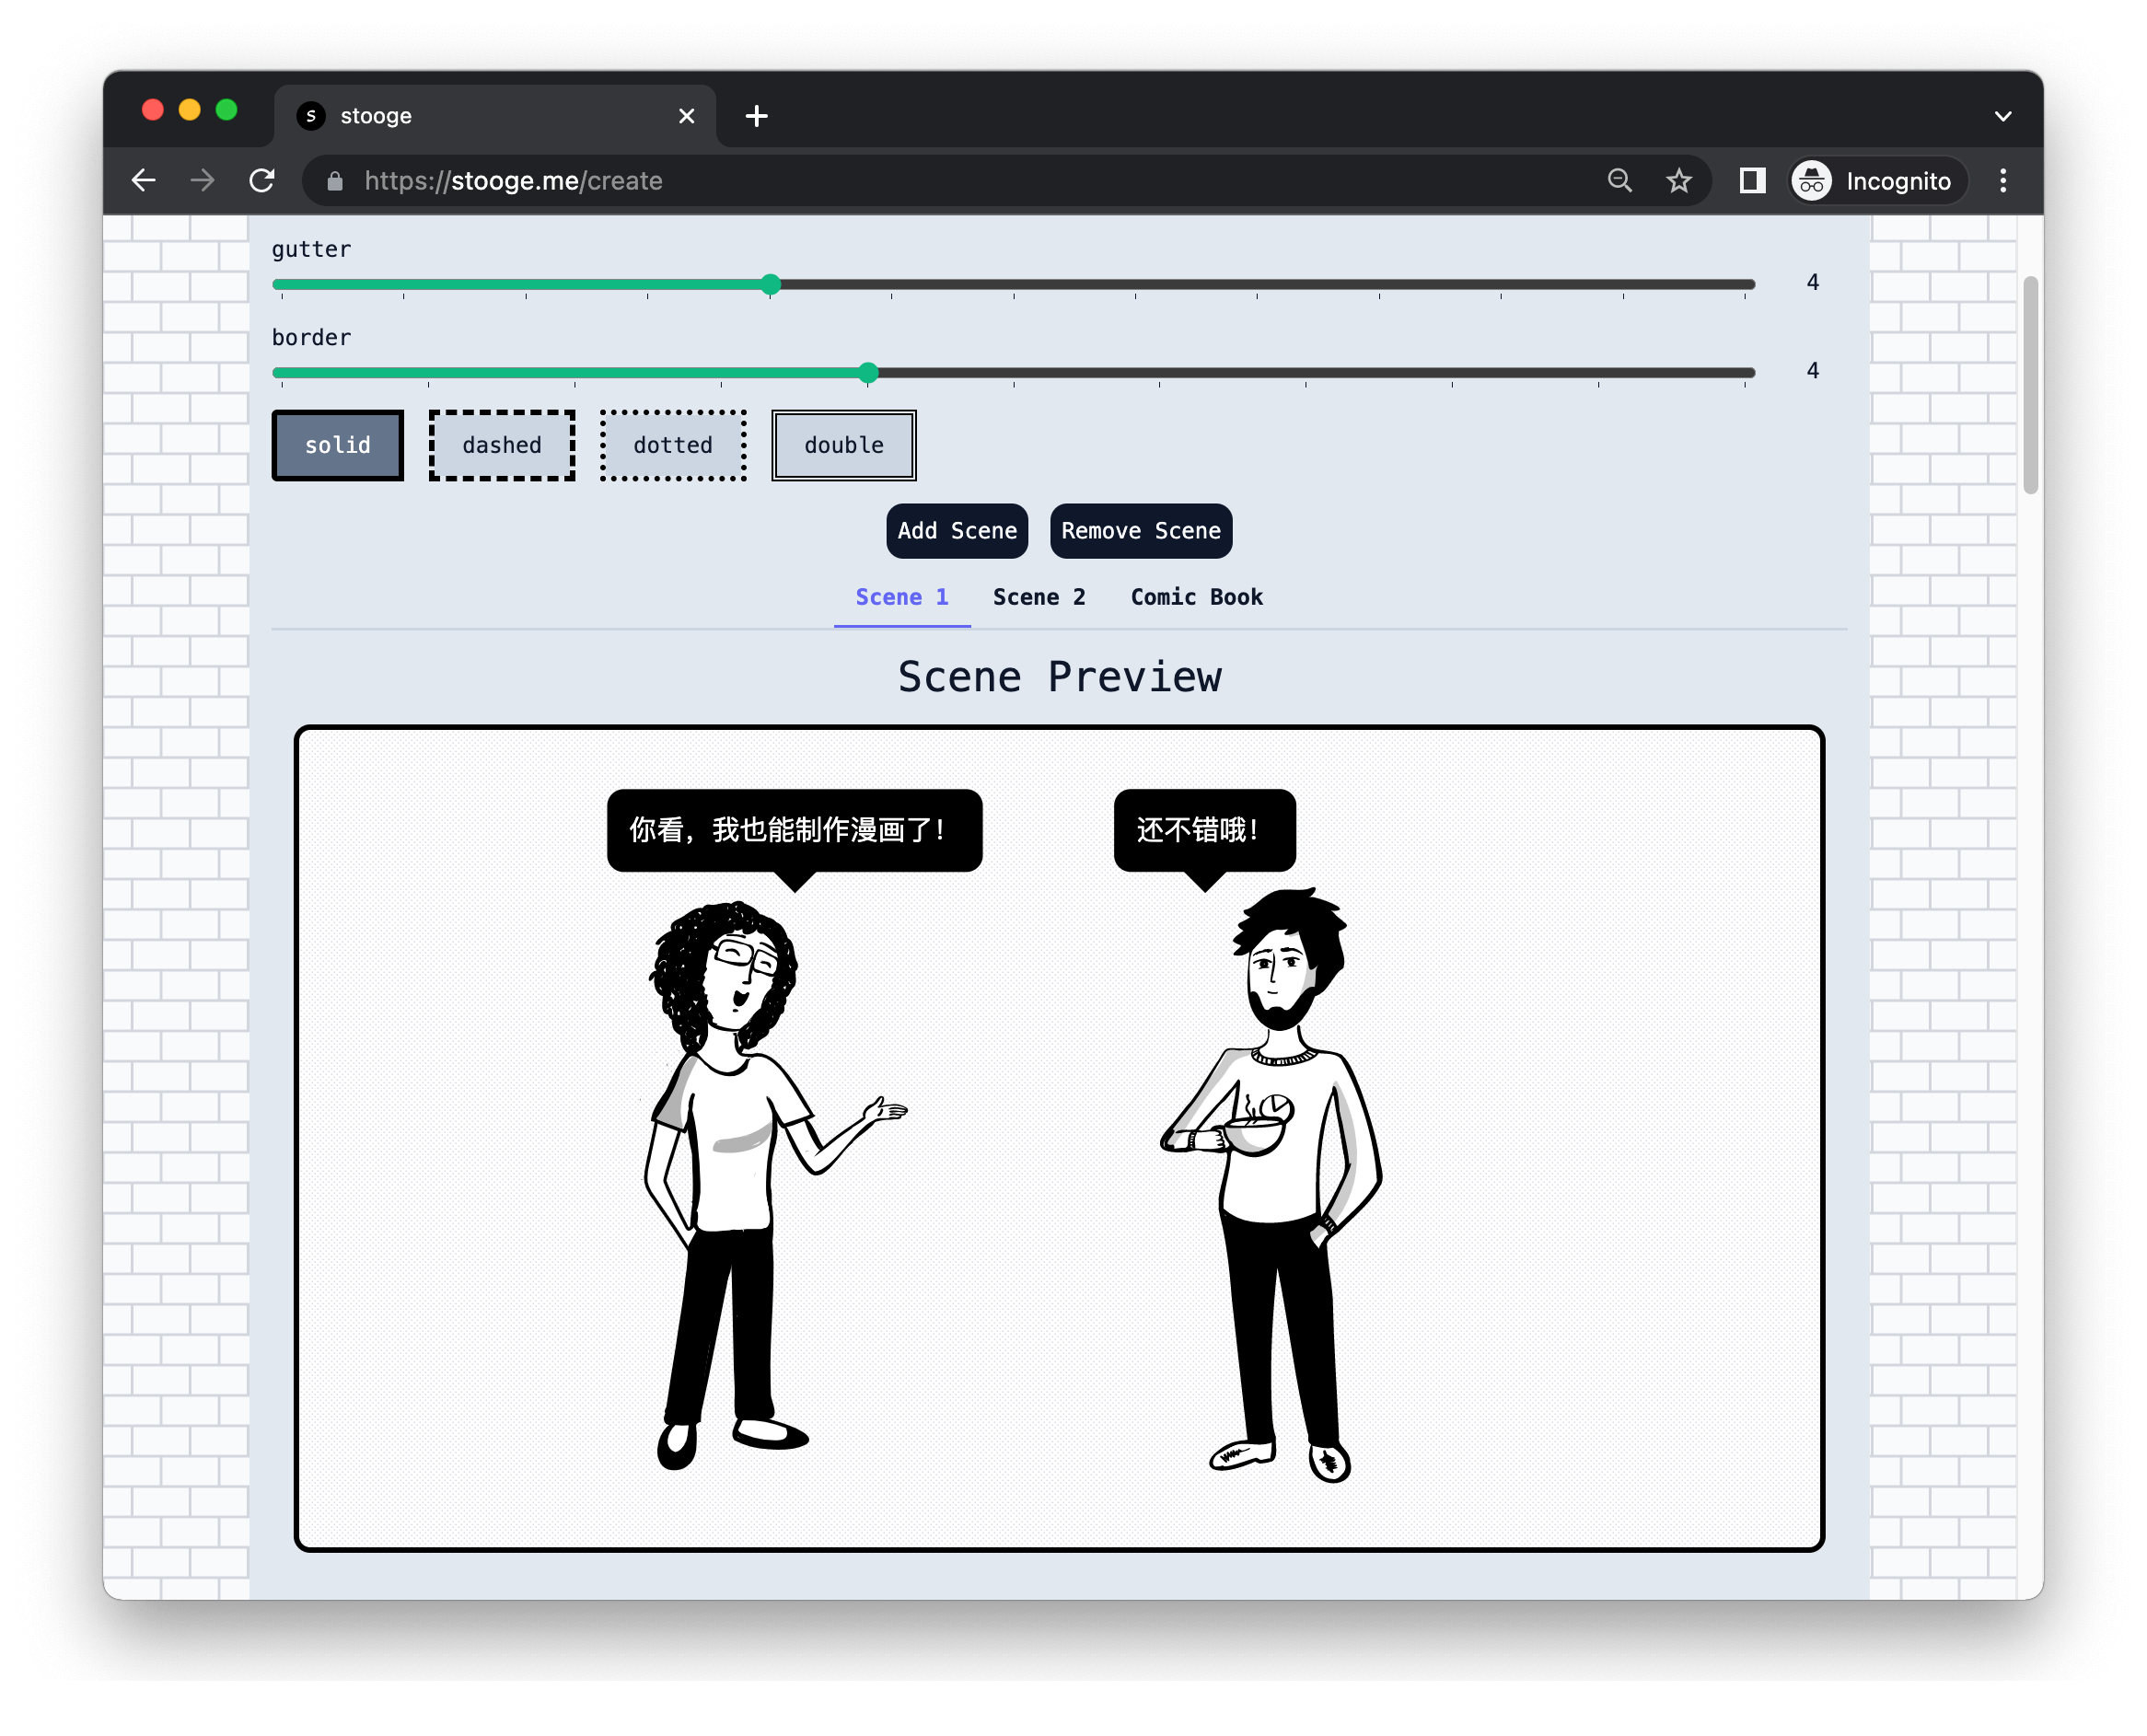 stooge
https://stooge.me/create
Incognito
gutter
4
border
4
solid
dashed
dotted
double
Add Scene
Remove Scene
Scene 1
Scene 2
Comic Book
Scene Preview
你看，我也能制作漫画了！
还不错哦！